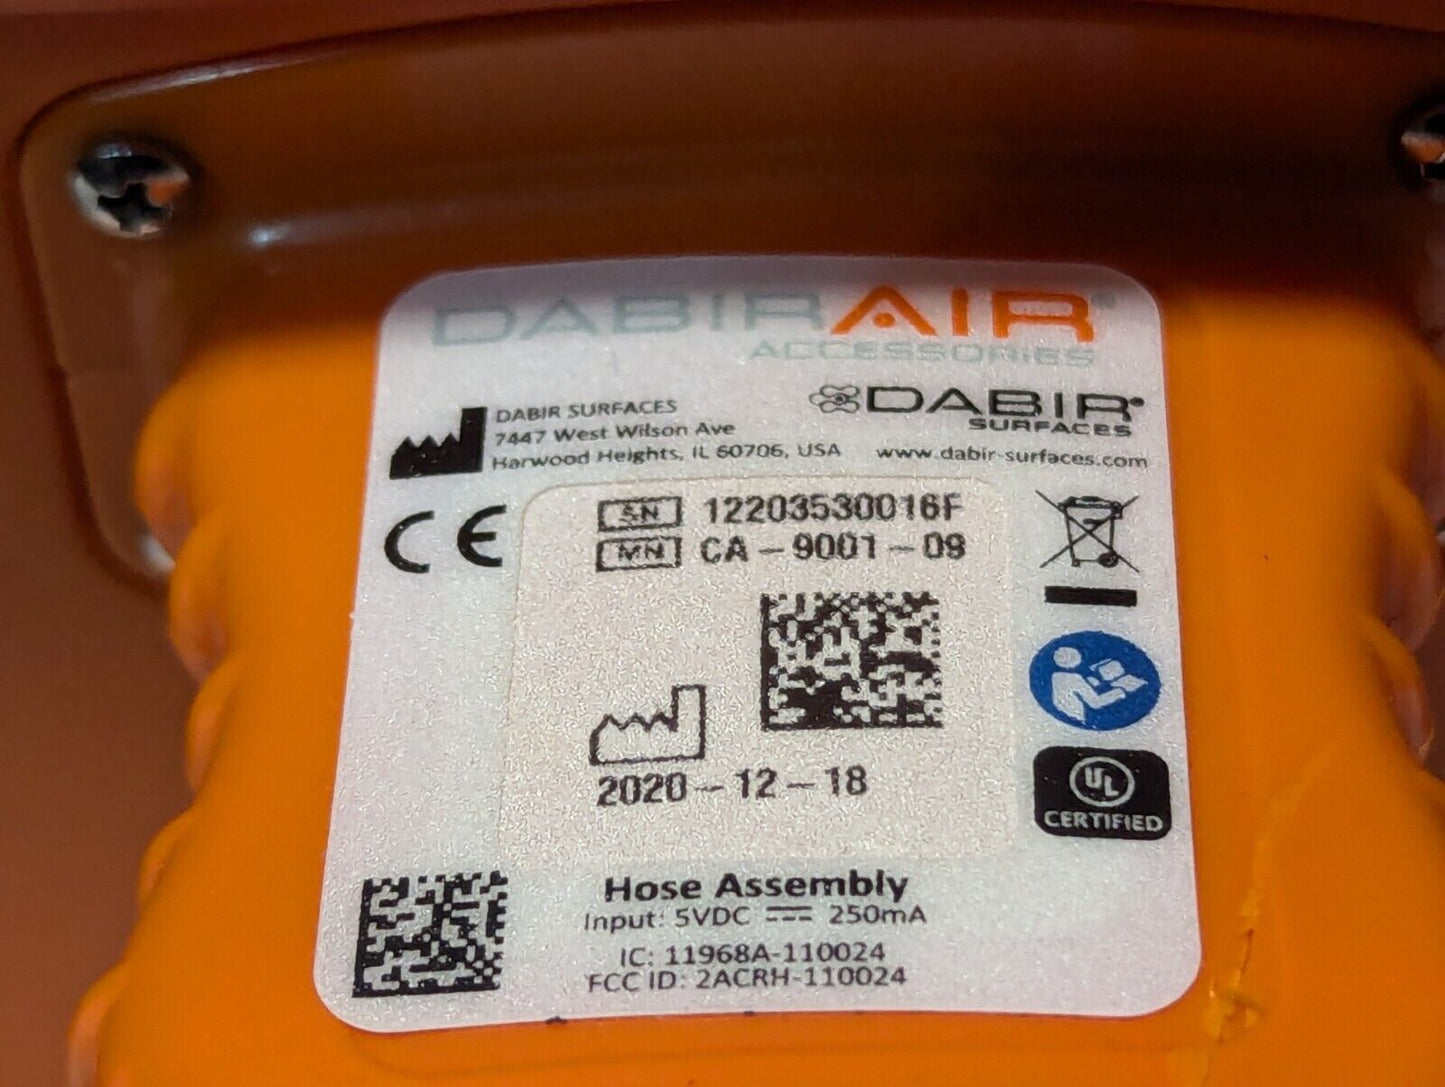 DABIRAIR®
ACCESSORIES
DABIR SURFACES
7447 West Wilson Ave
Harwood Heights, IL 60706, USA
DABIR®
SURFACES
www.dabir-surfaces.com
CE
SN 12203530016F
MN CA-9001-09
2020-12-18
UL
CERTIFIED
Hose Assembly
Input: 5VDC ⎓ 250mA
IC: 11968A-110024
FCC ID: 2ACRH-110024